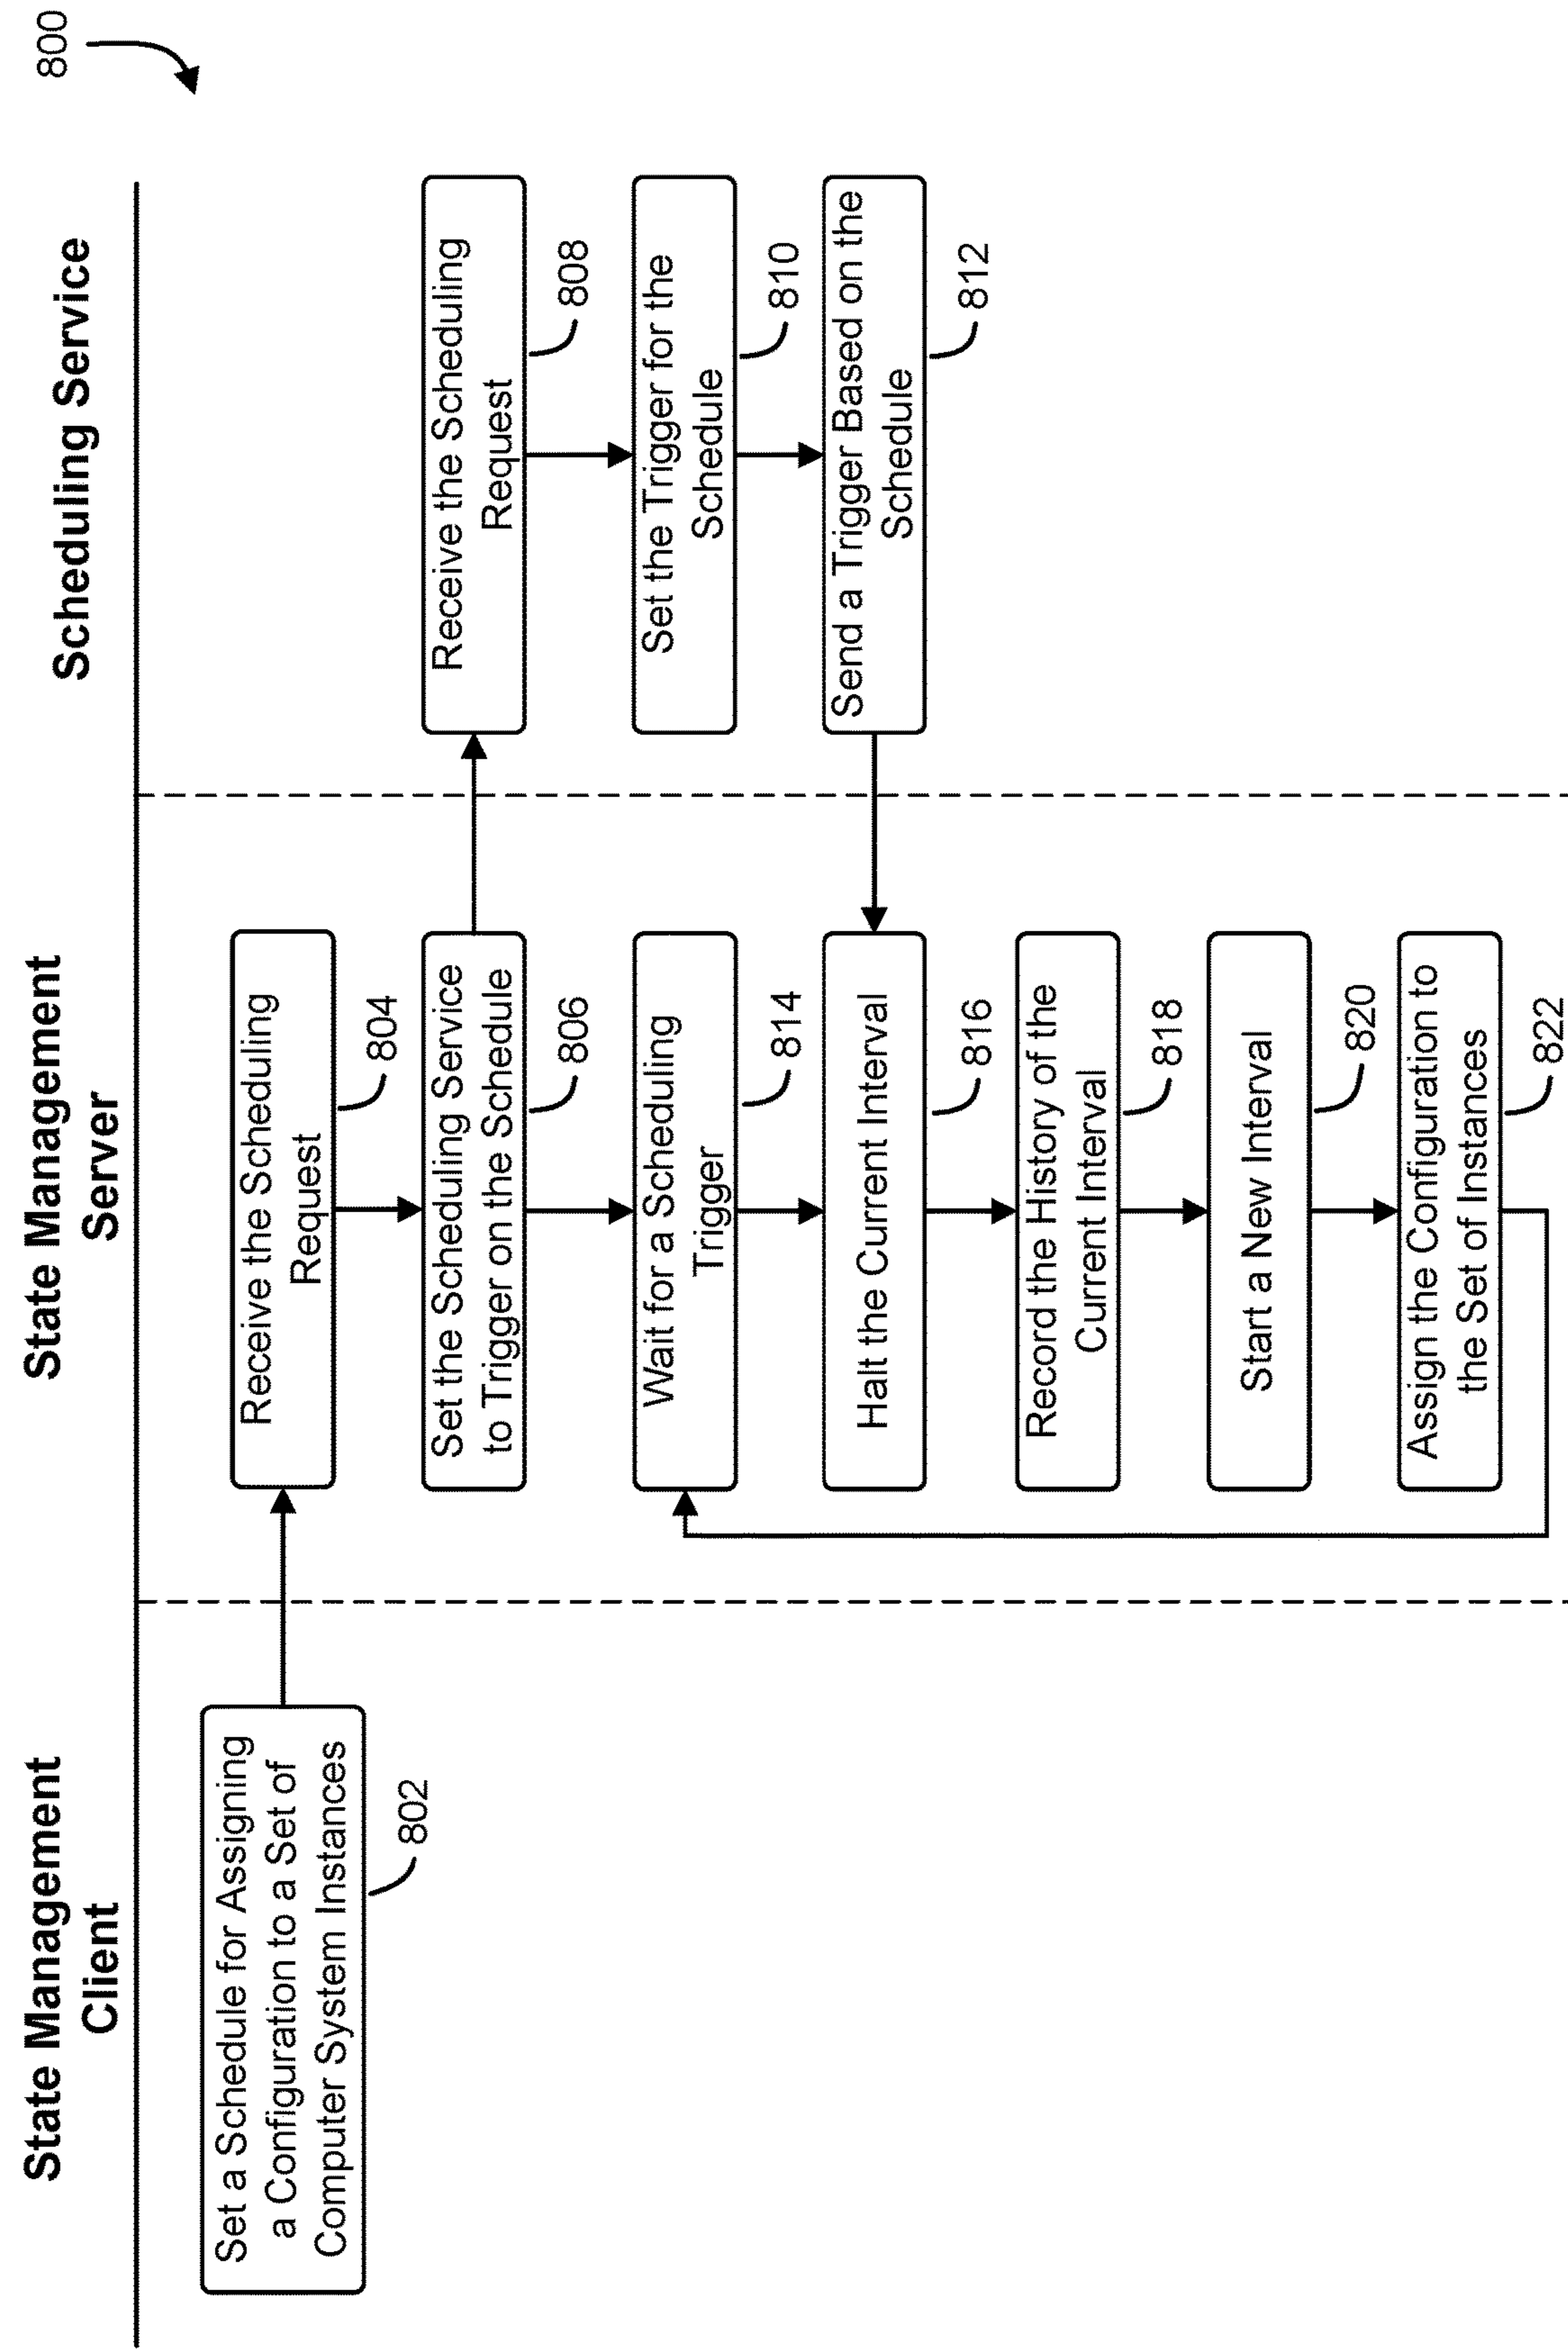 800
State Management
Client
State Management
Server
Scheduling Service
Set a Schedule for Assigning
a Configuration to a Set of
Computer System Instances
802
Receive the Scheduling
Request
804
Set the Scheduling Service
to Trigger on the Schedule
806
Receive the Scheduling
Request
808
Set the Trigger for the
Schedule
810
Send a Trigger Based on the
Schedule
812
Wait for a Scheduling
Trigger
814
Halt the Current Interval
816
Record the History of the
Current Interval
818
Start a New Interval
820
Assign the Configuration to
the Set of Instances
822